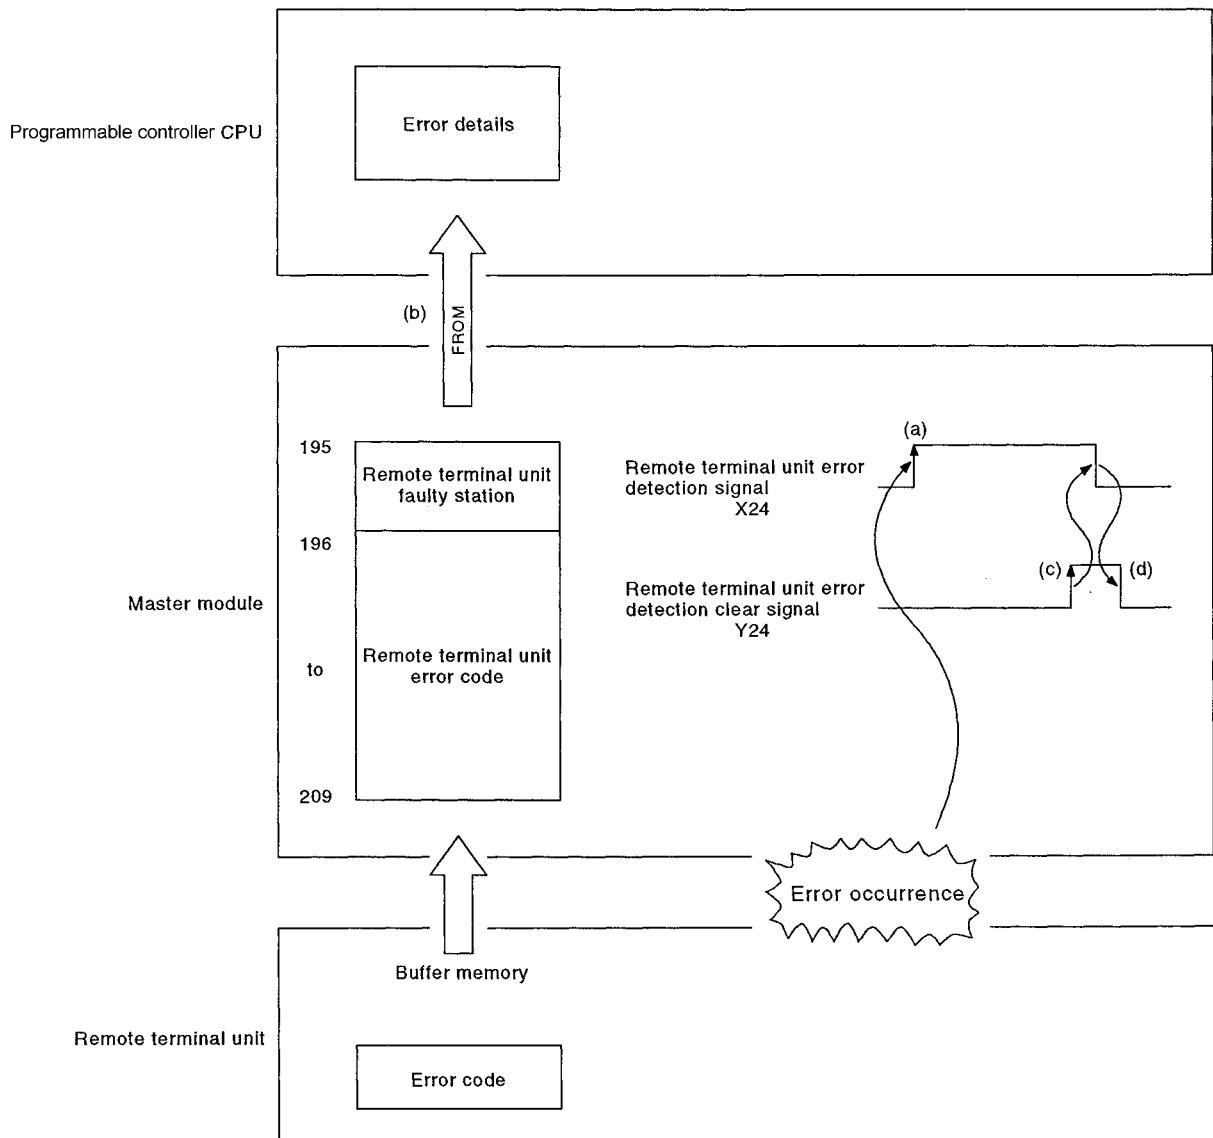 Error details
Programmable controller CPU
(b)
FROM
195
Remote terminal unit
faulty station
196
Remote terminal unit
error code
to
209
Master module
(a)
Remote terminal unit error
detection signal
X24
(c)
(d)
Remote terminal unit error
detection clear signal
Y24
Error occurrence
Buffer memory
Remote terminal unit
Error code